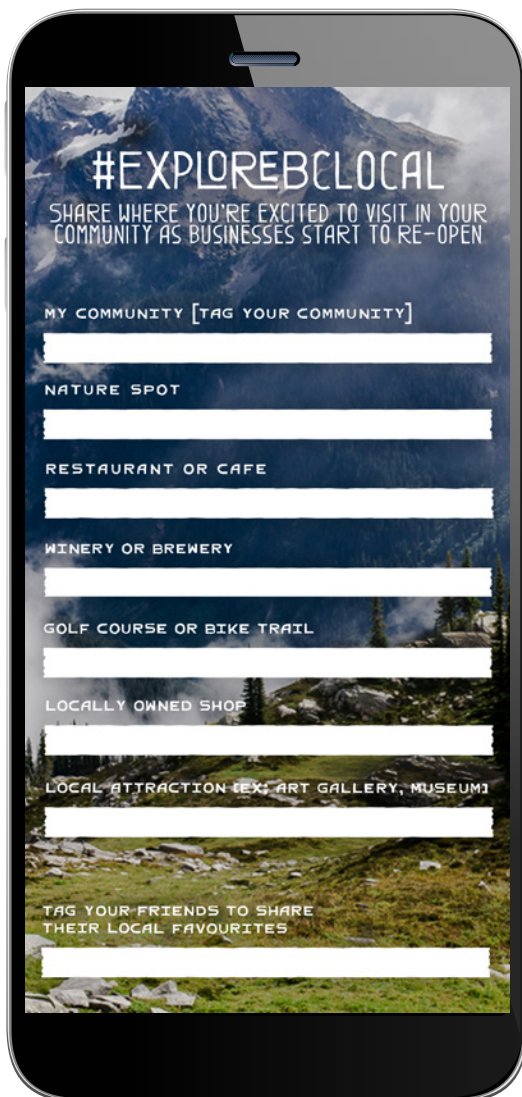 #EXPLOREBCLOCAL
SHARE WHERE YOU'RE EXCITED TO VISIT IN YOUR
COMMUNITY AS BUSINESSES START TO RE-OPEN
MY COMMUNITY [TAG YOUR COMMUNITY]
NATURE SPOT
RESTAURANT OR CAFE
WINERY OR BREWERY
GOLF COURSE OR BIKE TRAIL
LOCALLY OWNED SHOP
LOCAL ATTRACTION [EX: ART GALLERY, MUSEUM]
TAG YOUR FRIENDS TO SHARE
THEIR LOCAL FAVOURITES